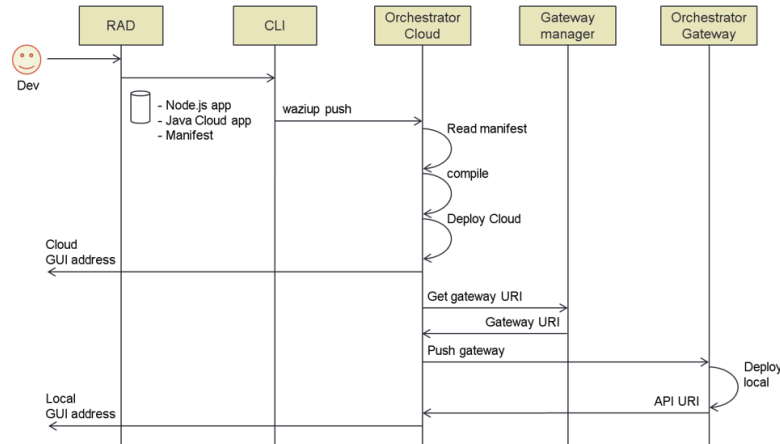 RAD
CLI
Orchestrator
Cloud
Gateway
manager
Orchestrator
Gateway
Dev
- Node.js app
- Java Cloud app
- Manifest
waziup push
Read manifest
compile
Deploy Cloud
Cloud
GUI address
Get gateway URI
Gateway URI
Push gateway
Deploy
local
Local
GUI address
API URI